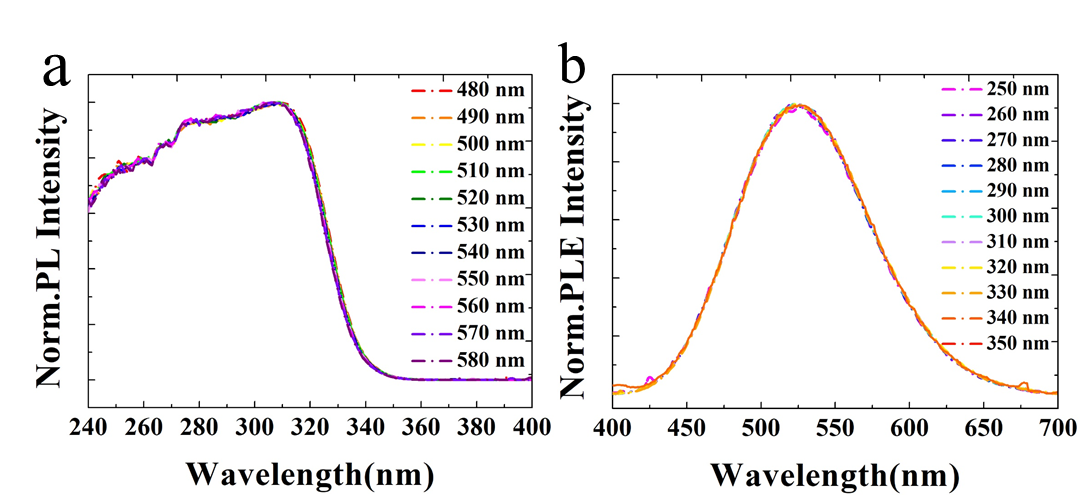 a
Norm.PL Intensity
480 nm
490 nm
500 nm
510 nm
520 nm
530 nm
540 nm
550 nm
560 nm
570 nm
580 nm
240 260 280 300 320 340 360 380 400
Wavelength(nm)
b
Norm.PLE Intensity
250 nm
260 nm
270 nm
280 nm
290 nm
300 nm
310 nm
320 nm
330 nm
340 nm
350 nm
400 450 500 550 600 650 700
Wavelength(nm)